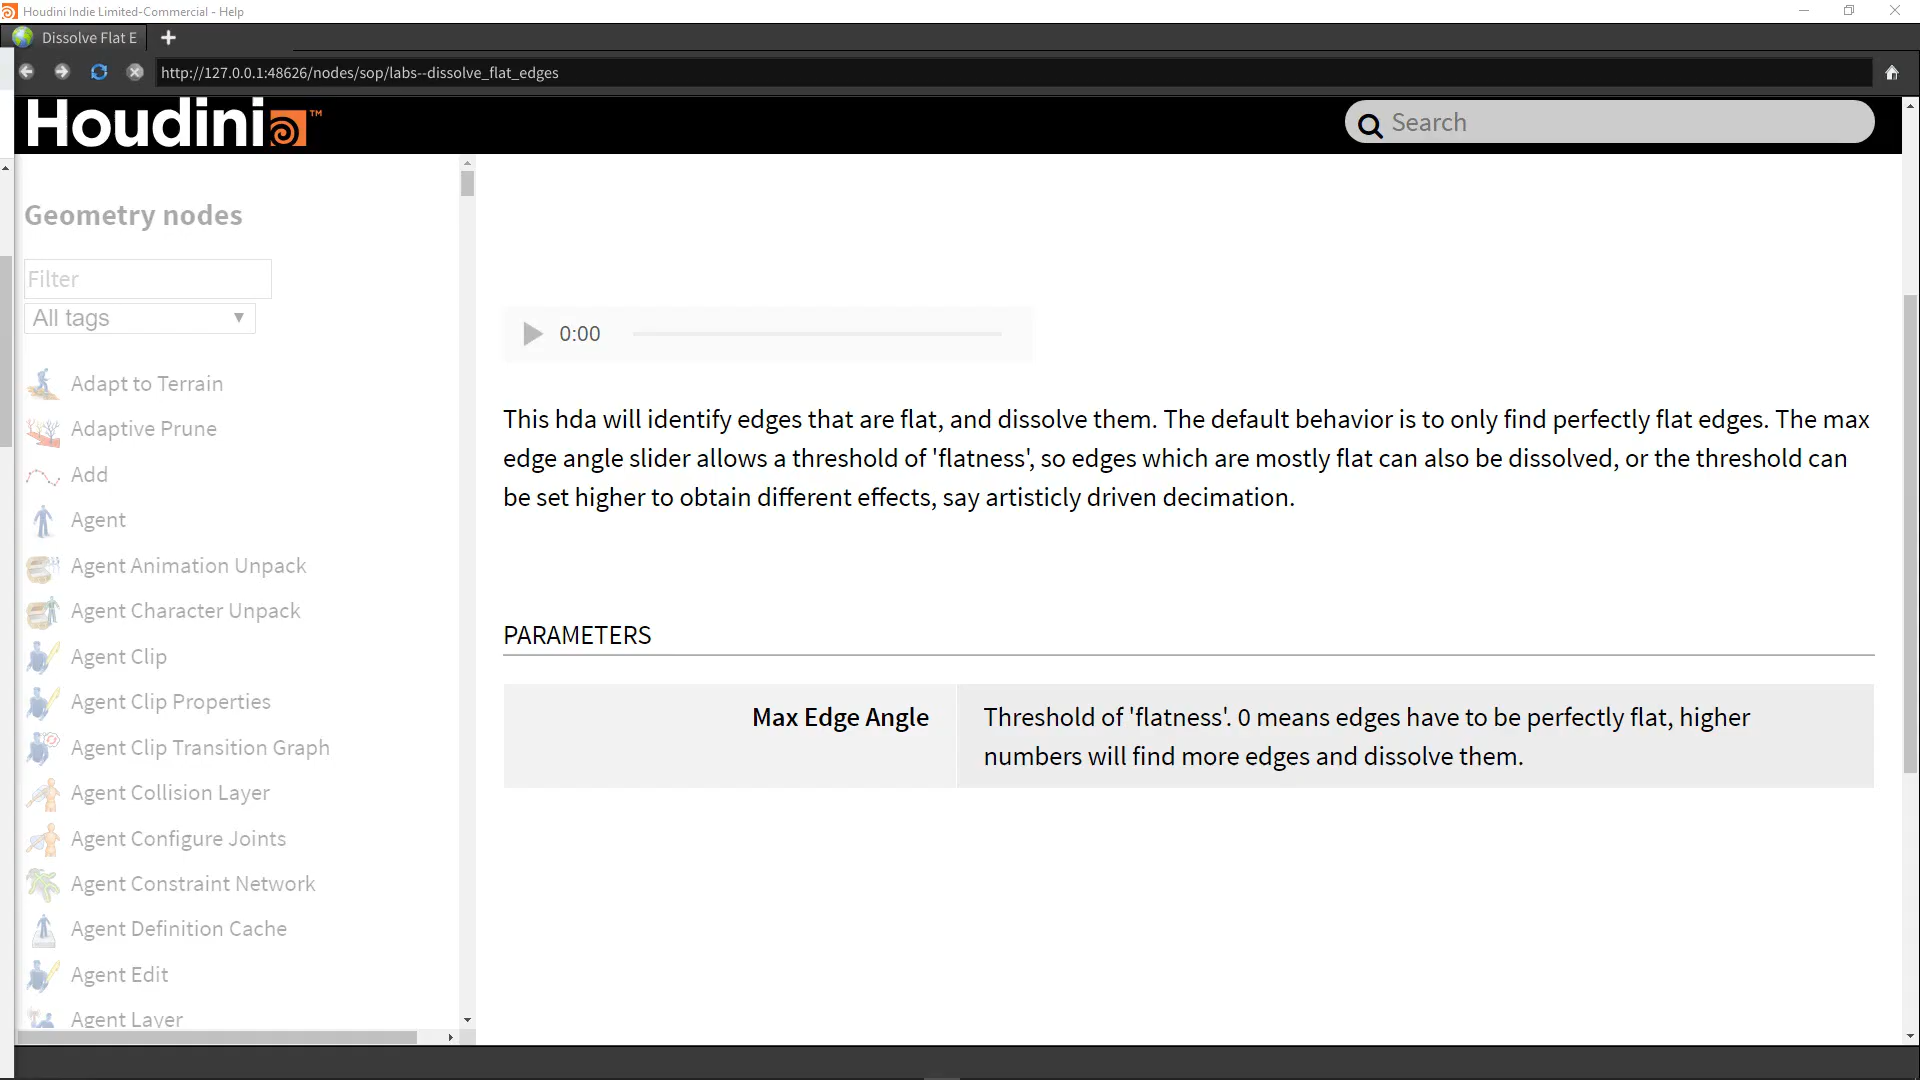 Houdini Indie Limited-Commercial - Help
Dissolve Flat E
http://127.0.0.1:48626/nodes/sop/labs--dissolve_flat_edges
Houdini™
Search
Geometry nodes
Filter
All tags
Adapt to Terrain
Adaptive Prune
Add
Agent
Agent Animation Unpack
Agent Character Unpack
Agent Clip
Agent Clip Properties
Agent Clip Transition Graph
Agent Collision Layer
Agent Configure Joints
Agent Constraint Network
Agent Definition Cache
Agent Edit
Agent Layer
0:00
This hda will identify edges that are flat, and dissolve them. The default behavior is to only find perfectly flat edges. The max
edge angle slider allows a threshold of 'flatness', so edges which are mostly flat can also be dissolved, or the threshold can
be set higher to obtain different effects, say artisticly driven decimation.
PARAMETERS
Max Edge Angle
Threshold of 'flatness'. 0 means edges have to be perfectly flat, higher
numbers will find more edges and dissolve them.